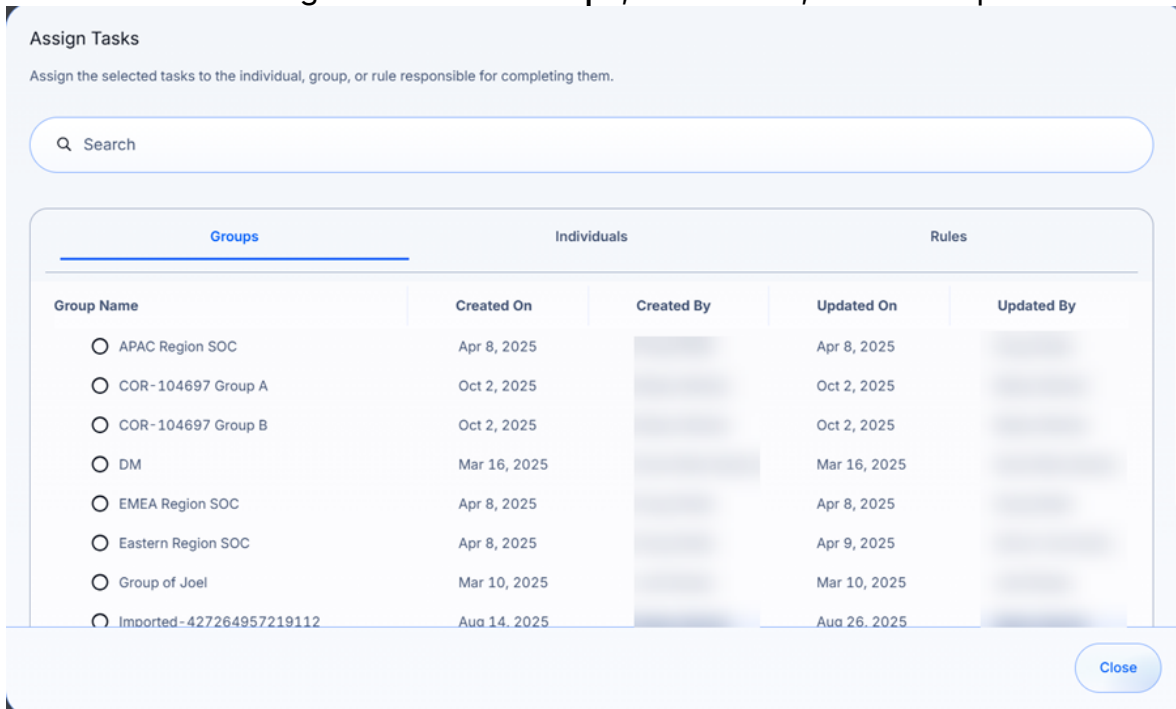 Assign Tasks
Assign the selected tasks to the individual, group, or rule responsible for completing them.
Search
Groups Individuals Rules
Group Name Created On Created By Updated On Updated By
APAC Region SOC Apr 8, 2025 Apr 8, 2025
COR-104697 Group A Oct 2, 2025 Oct 2, 2025
COR-104697 Group B Oct 2, 2025 Oct 2, 2025
DM Mar 16, 2025 Mar 16, 2025
EMEA Region SOC Apr 8, 2025 Apr 8, 2025
Eastern Region SOC Apr 8, 2025 Apr 9, 2025
Group of Joel Mar 10, 2025 Mar 10, 2025
Imported-427264957219112 Aug 14, 2025 Aug 26, 2025
Close